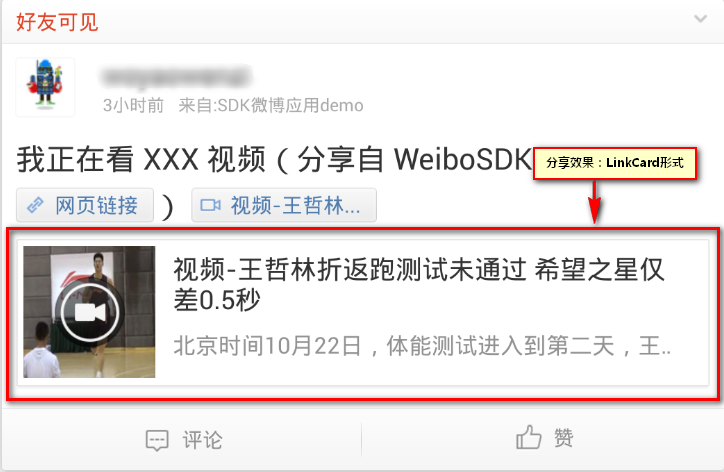 好友可见
3小时前 来自:SDK微博应用demo
我正在看 XXX 视频（分享自 WeiboSDK
分享效果：LinkCard形式
网页链接 ） 视频-王哲林...
视频-王哲林折返跑测试未通过 希望之星仅
差0.5秒
北京时间10月22日，体能测试进入到第二天，王..
评论 赞